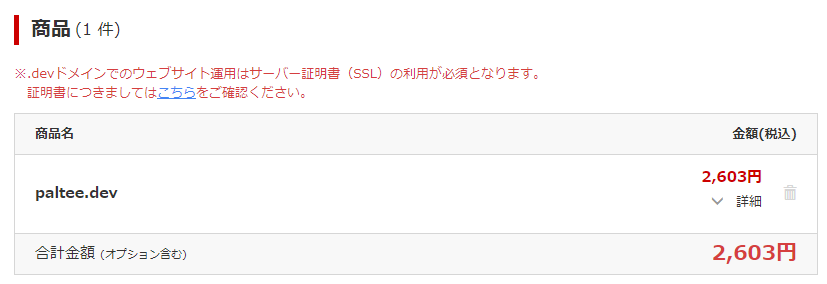 商品 (1 件)
※.devドメインでのウェブサイト運用はサーバー証明書（SSL）の利用が必須となります。
証明書につきましてはこちらをご確認ください。
商品名 金額(税込)
paltee.dev 2,603円
詳細
合計金額 (オプション含む) 2,603円